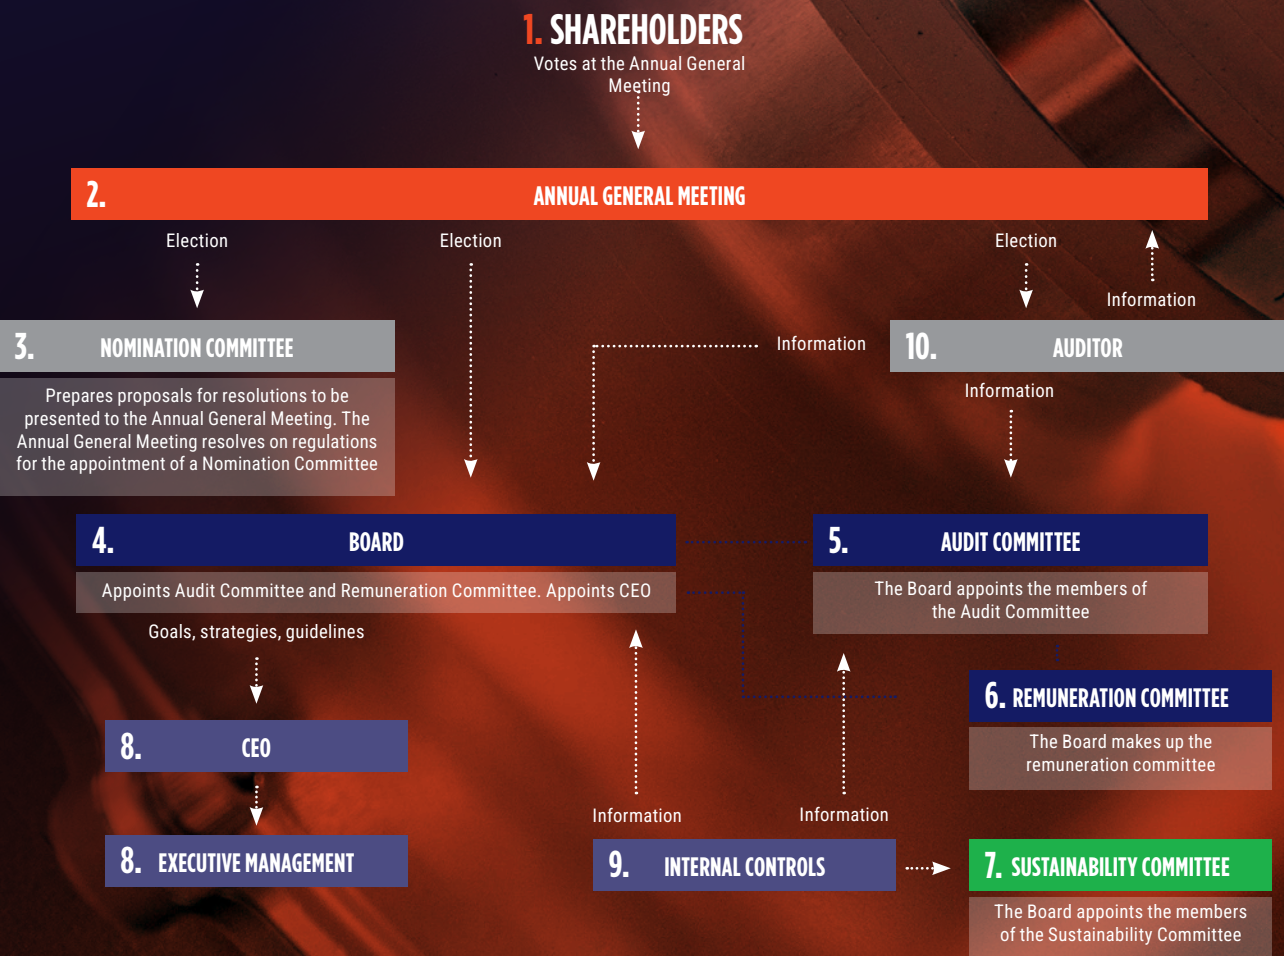 1. SHAREHOLDERS
Votes at the Annual General
Meeting
2. ANNUAL GENERAL MEETING
Election
Election
Election
Information
3. NOMINATION COMMITTEE
Information
10. AUDITOR
Prepares proposals for resolutions to be
presented to the Annual General Meeting. The
Annual General Meeting resolves on regulations
for the appointment of a Nomination Committee
Information
4. BOARD
5. AUDIT COMMITTEE
Appoints Audit Committee and Remuneration Committee. Appoints CEO
The Board appoints the members of
the Audit Committee
Goals, strategies, guidelines
6. REMUNERATION COMMITTEE
The Board makes up the
remuneration committee
8. CEO
Information
Information
8. EXECUTIVE MANAGEMENT
9. INTERNAL CONTROLS
7. SUSTAINABILITY COMMITTEE
The Board appoints the members
of the Sustainability Committee